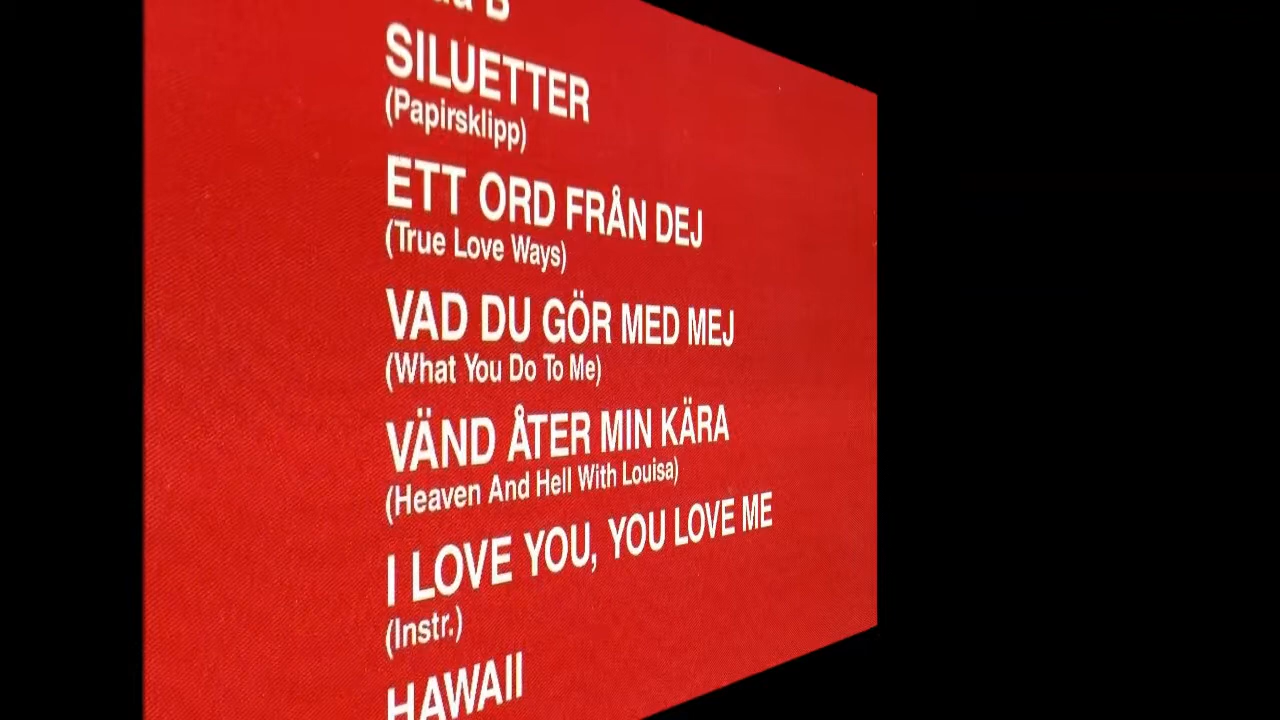 B
SILUETTER
(Papirsklipp)
ETT ORD FRÅN DEJ
(True Love Ways)
VAD DU GÖR MED MEJ
(What You Do To Me)
VÄND ÅTER MIN KÄRA
(Heaven And Hell With Louisa)
I LOVE YOU, YOU LOVE ME
(Instr.)
HAWAII